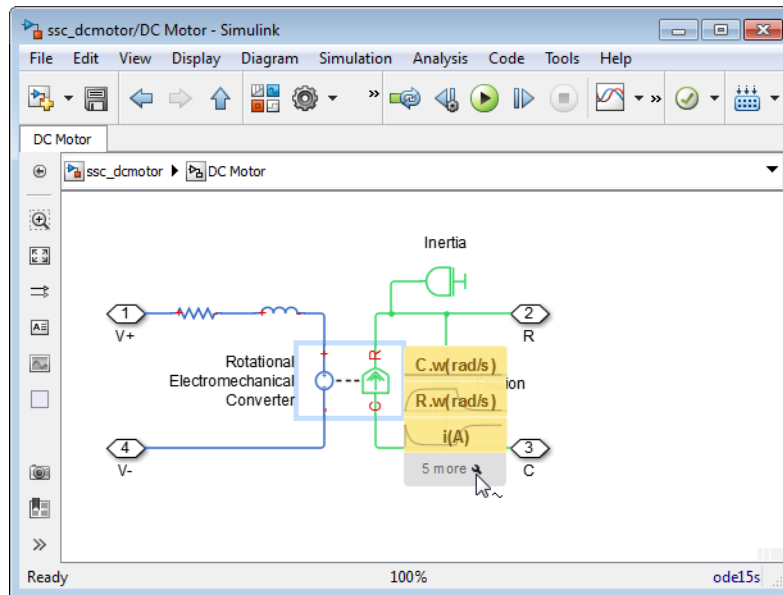 ssc_dcmotor/DC Motor - Simulink
File Edit View Display Diagram Simulation Analysis Code Tools Help
DC Motor
ssc_dcmotor DC Motor
Inertia
1
V+
2
R
Rotational
Electromechanical
Converter
+
R
-
C
C.w(rad/s)
R.w(rad/s)
ion
i(A)
5 more
4
V-
3
C
Ready 100% ode15s